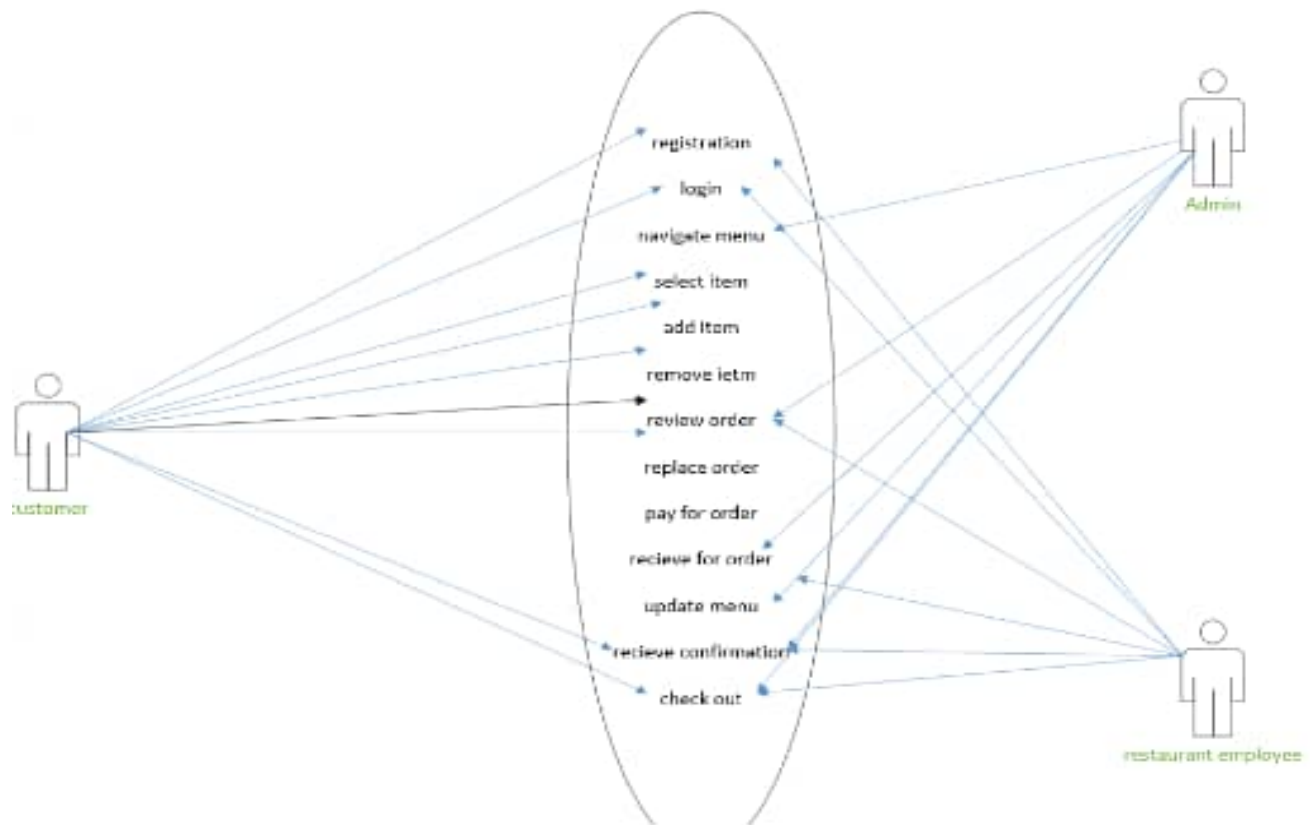 registration
login
navigate menu
select item
add item
remove ietm
review order
replace order
pay for order
recieve for order
update menu
recieve confirmation
check out
customer
Admin
restaurant employee